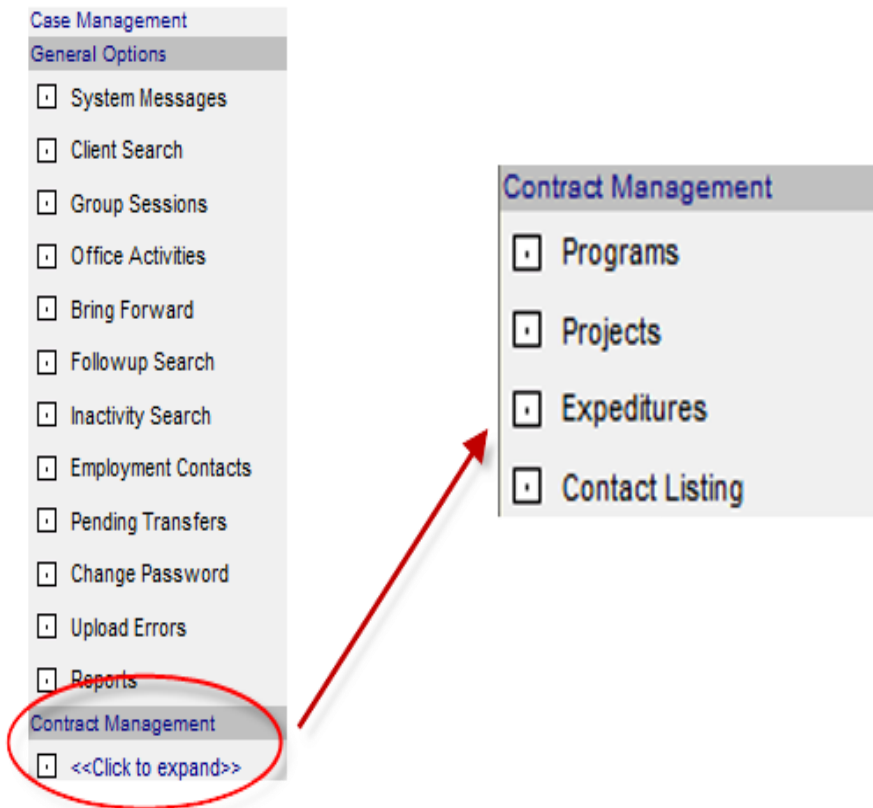 Case Management
General Options
System Messages
Client Search
Group Sessions
Office Activities
Bring Forward
Followup Search
Inactivity Search
Employment Contacts
Pending Transfers
Change Password
Upload Errors
Reports
Contract Management
<<Click to expand>>
Contract Management
Programs
Projects
Expeditures
Contact Listing